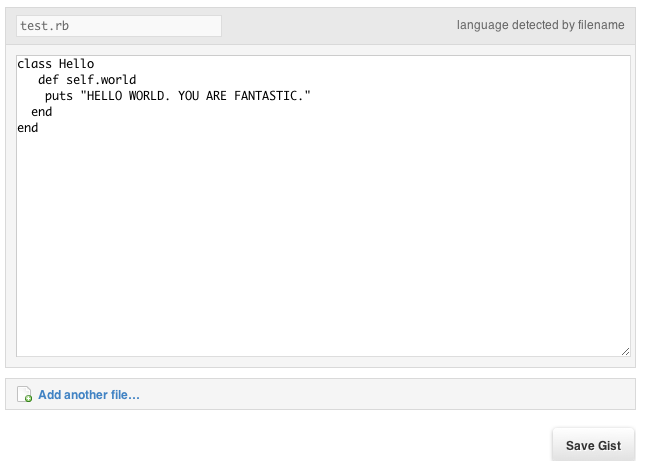 test.rb
language detected by filename
class Hello
   def self.world
    puts "HELLO WORLD. YOU ARE FANTASTIC."
  end
end
Add another file...
Save Gist